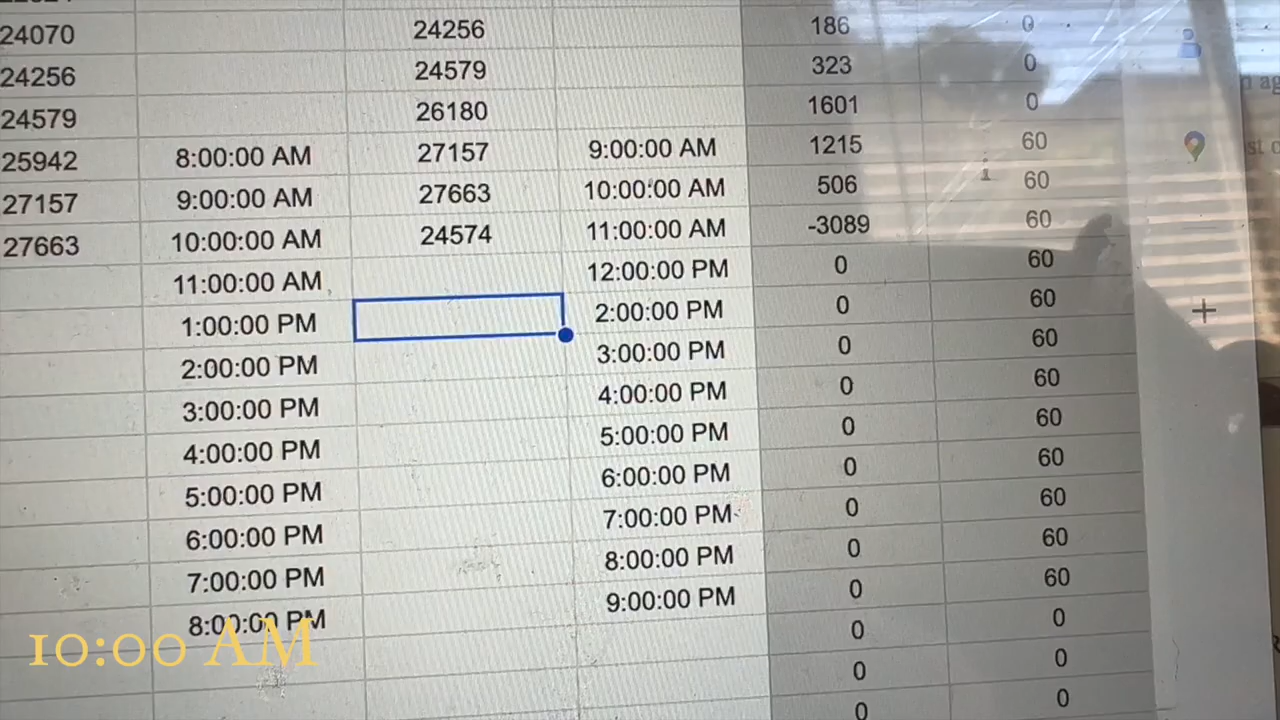 24070 24256 186 0
24256 24579 323 0
24579 26180 1601 0
25942 8:00:00 AM 27157 9:00:00 AM 1215 60
27157 9:00:00 AM 27663 10:00:00 AM 506 60
27663 10:00:00 AM 24574 11:00:00 AM -3089 60
11:00:00 AM 12:00:00 PM 0 60
1:00:00 PM 2:00:00 PM 0 60
2:00:00 PM 3:00:00 PM 0 60
3:00:00 PM 4:00:00 PM 0 60
4:00:00 PM 5:00:00 PM 0 60
5:00:00 PM 6:00:00 PM 0 60
6:00:00 PM 7:00:00 PM 0 60
7:00:00 PM 8:00:00 PM 0 60
8:00:00 PM 9:00:00 PM 0 60
0 0
0 0
0 0
10:00 AM